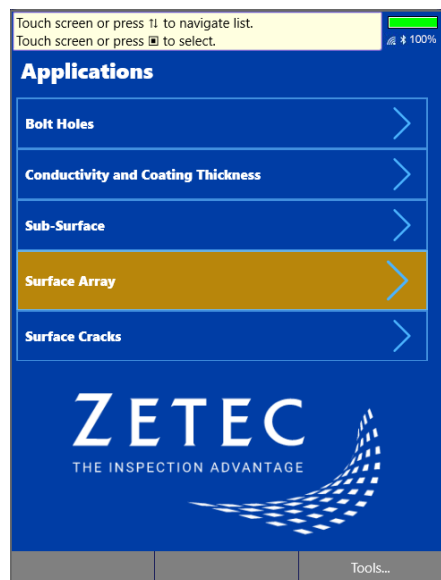 Touch screen or press ↑↓ to navigate list.
Touch screen or press ▣ to select.
100%
Applications
Bolt Holes
Conductivity and Coating Thickness
Sub-Surface
Surface Array
Surface Cracks
ZETEC
THE INSPECTION ADVANTAGE
Tools...